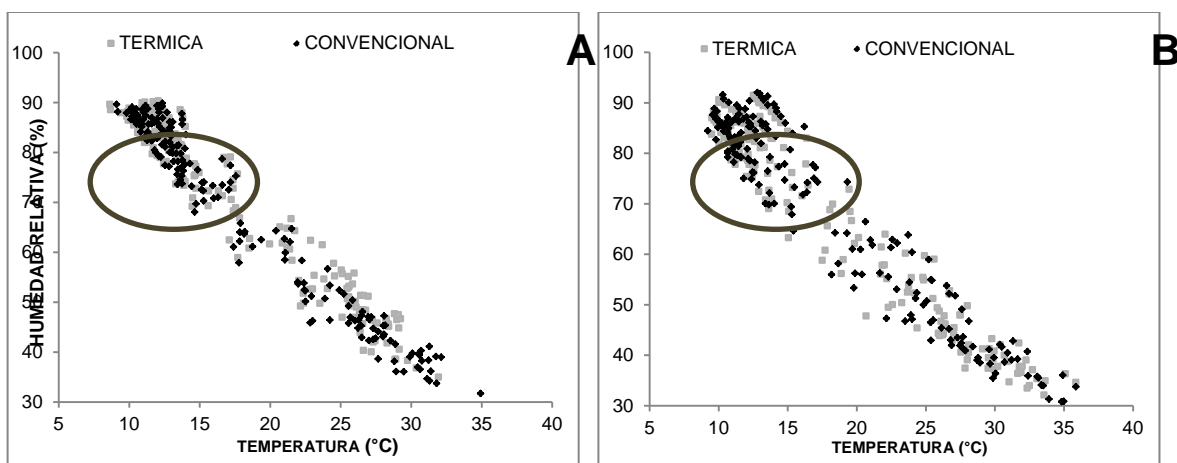 TERMICA CONVENCIONAL A
100
90
80
70
60
50
40
30
HUMEDAD RELATIVA (%)
5 10 15 20 25 30 35 40
TEMPERATURA (°C)
TERMICA CONVENCIONAL B
100
90
80
70
60
50
40
30
5 10 15 20 25 30 35 40
TEMPERATURA (°C)